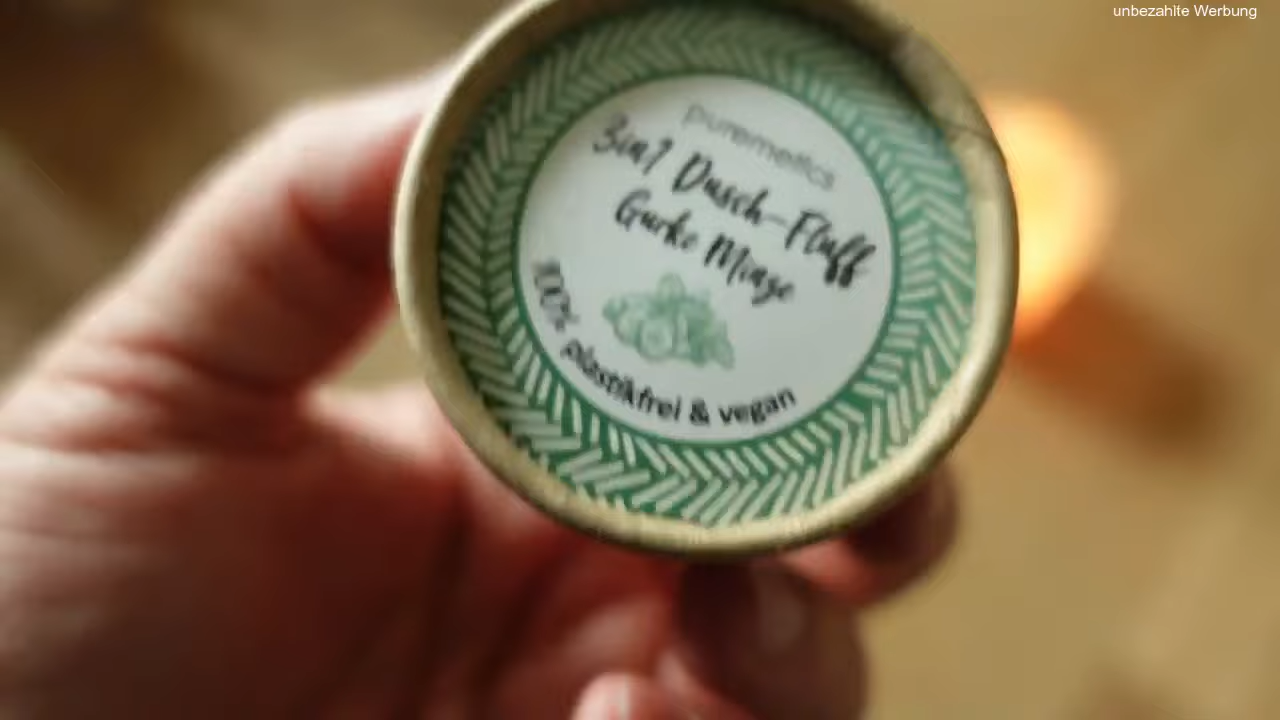 unbezahlte Werbung
puremetics
3in1 Dusch-Fluff
Gurke Minze
100% plastikfrei & vegan